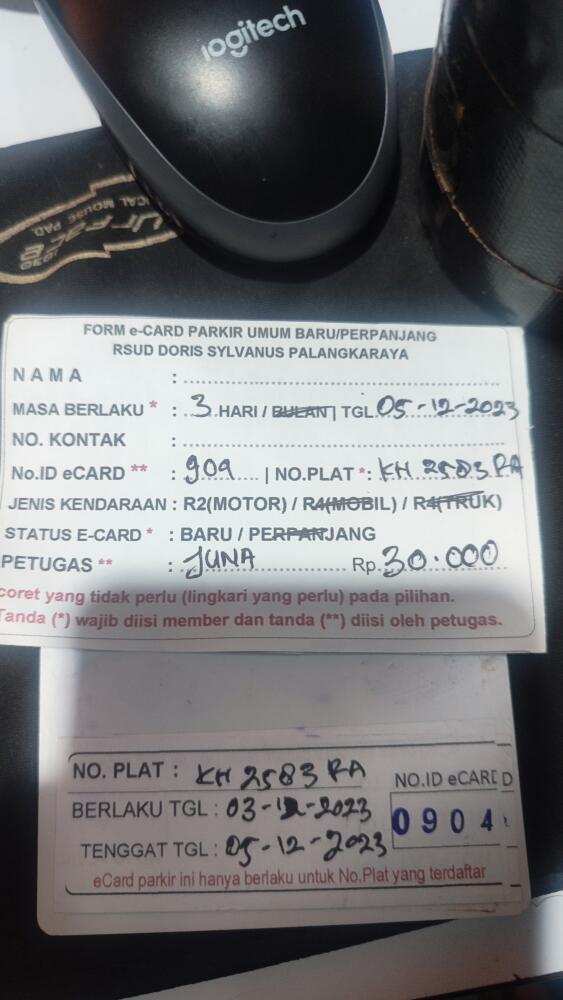 logitech
FORM e-CARD PARKIR UMUM BARU/PERPANJANG
RSUD DORIS SYLVANUS PALANGKARAYA
NAMA :
MASA BERLAKU * : 3 HARI / BULAN | TGL 05-12-2023
NO. KONTAK :
No.ID eCARD ** : 909 | NO.PLAT *: KH 2583 RA
JENIS KENDARAAN : R2(MOTOR) / R4(MOBIL) / R4(TRUK)
STATUS E-CARD * : BARU / PERPANJANG
PETUGAS ** : JUNA Rp. 30.000
coret yang tidak perlu (lingkari yang perlu) pada pilihan.
Tanda (*) wajib diisi member dan tanda (**) diisi oleh petugas.
NO. PLAT : KH 2583 RA
NO.ID eCARD D
BERLAKU TGL : 03-12-2023
0904
TENGGAT TGL : 05-12-2023
eCard parkir ini hanya berlaku untuk No.Plat yang terdaftar